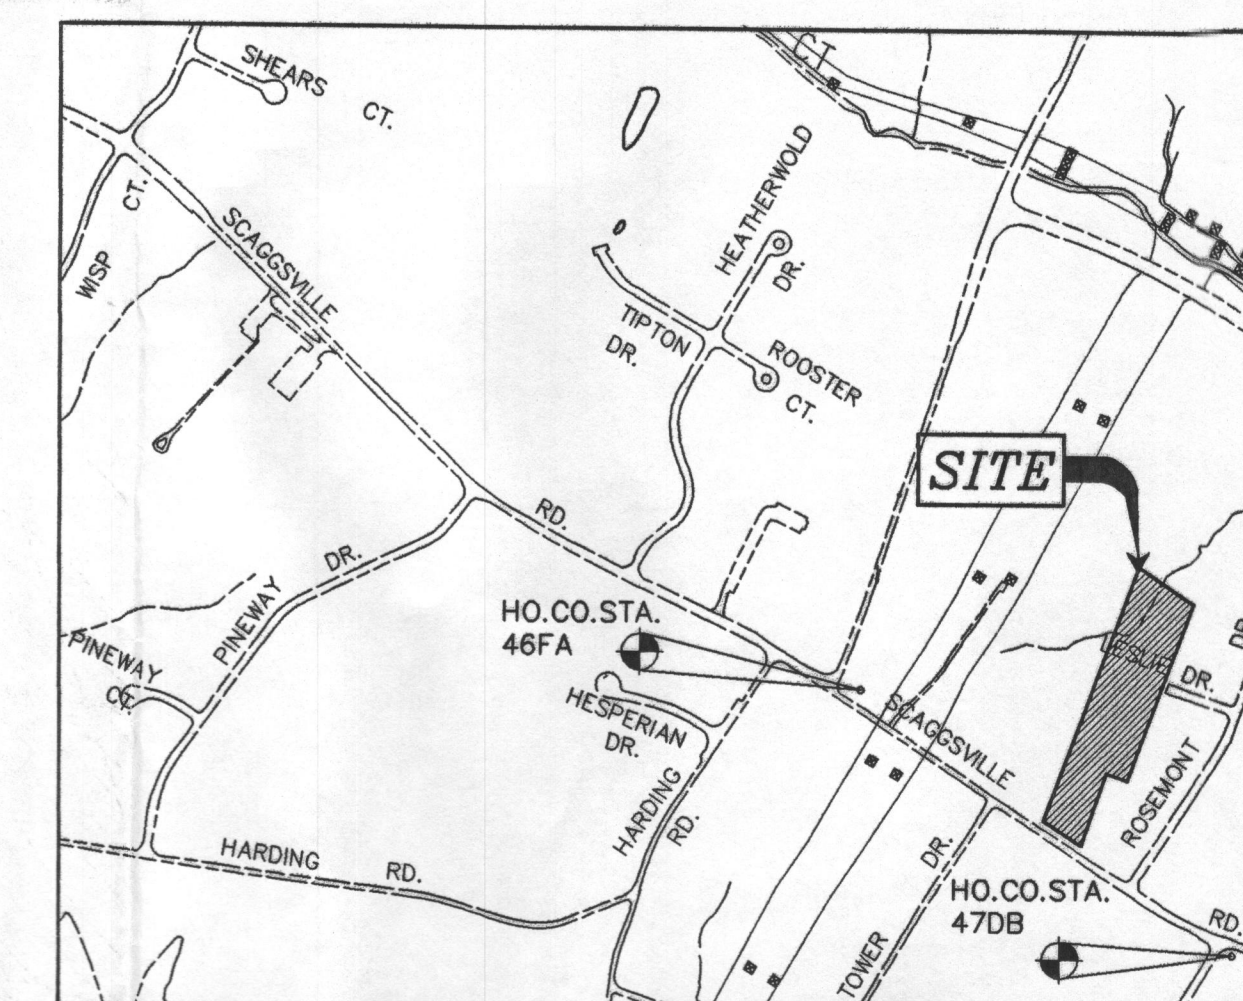 SHEARS
CT.
CT
HEATHERWOLD
DR.
WISP
CT.
SCAGGSVILLE
TIPTON
DR.
ROOSTER
CT.
SITE
RD.
PINEWAY
DR.
HO.CO.STA.
46FA
PINEWAY
CT.
HESPERIAN
DR.
LESLIE
DR.
DR.
SCAGGSVILLE
HARDING
RD.
ROSEMONT
HARDING
RD.
TOWER
DR.
HO.CO.STA.
47DB
RD.